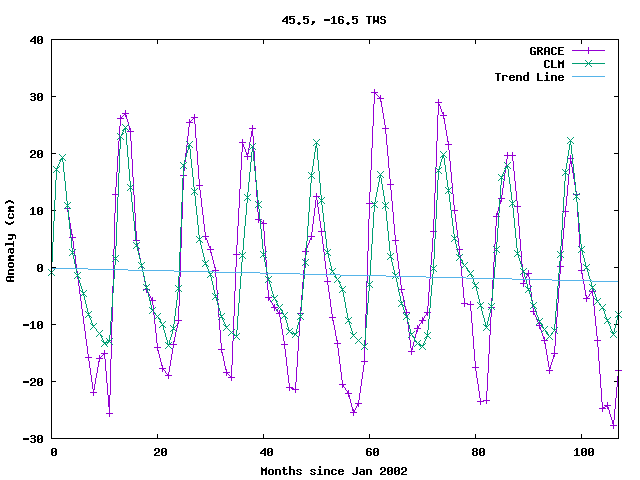 45.5, -16.5 TWS
GRACE
CLM
Trend Line
Anomaly (cm)
40
30
20
10
0
-10
-20
-30
0 20 40 60 80 100
Months since Jan 2002